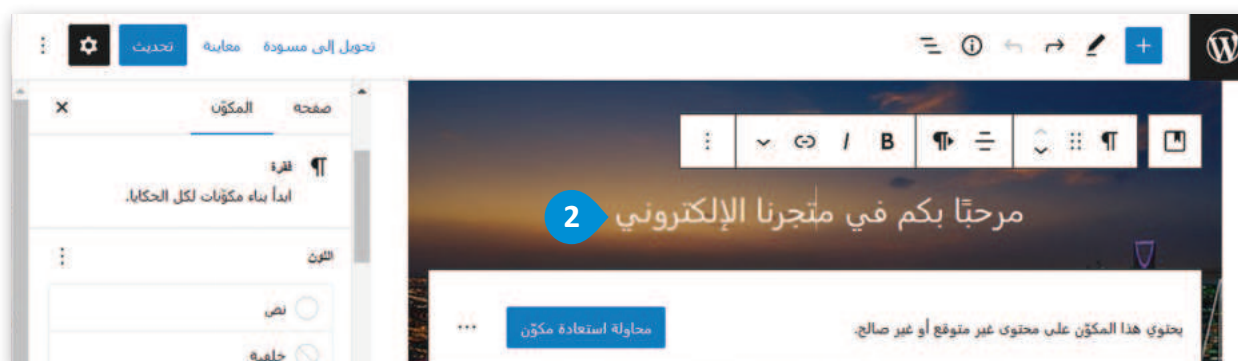 تحويل إلى مسودة
معاينة
تحديث
صفحة
المكوّن
فقرة
ابدأ بناء مكوّنات لكل الحكايا.
اللون
نص
خلفية
B I
مرحبًا بكم في متجرنا الإلكتروني
2
يحتوي هذا المكوّن على محتوى غير متوقع أو غير صالح.
محاولة استعادة مكوّن